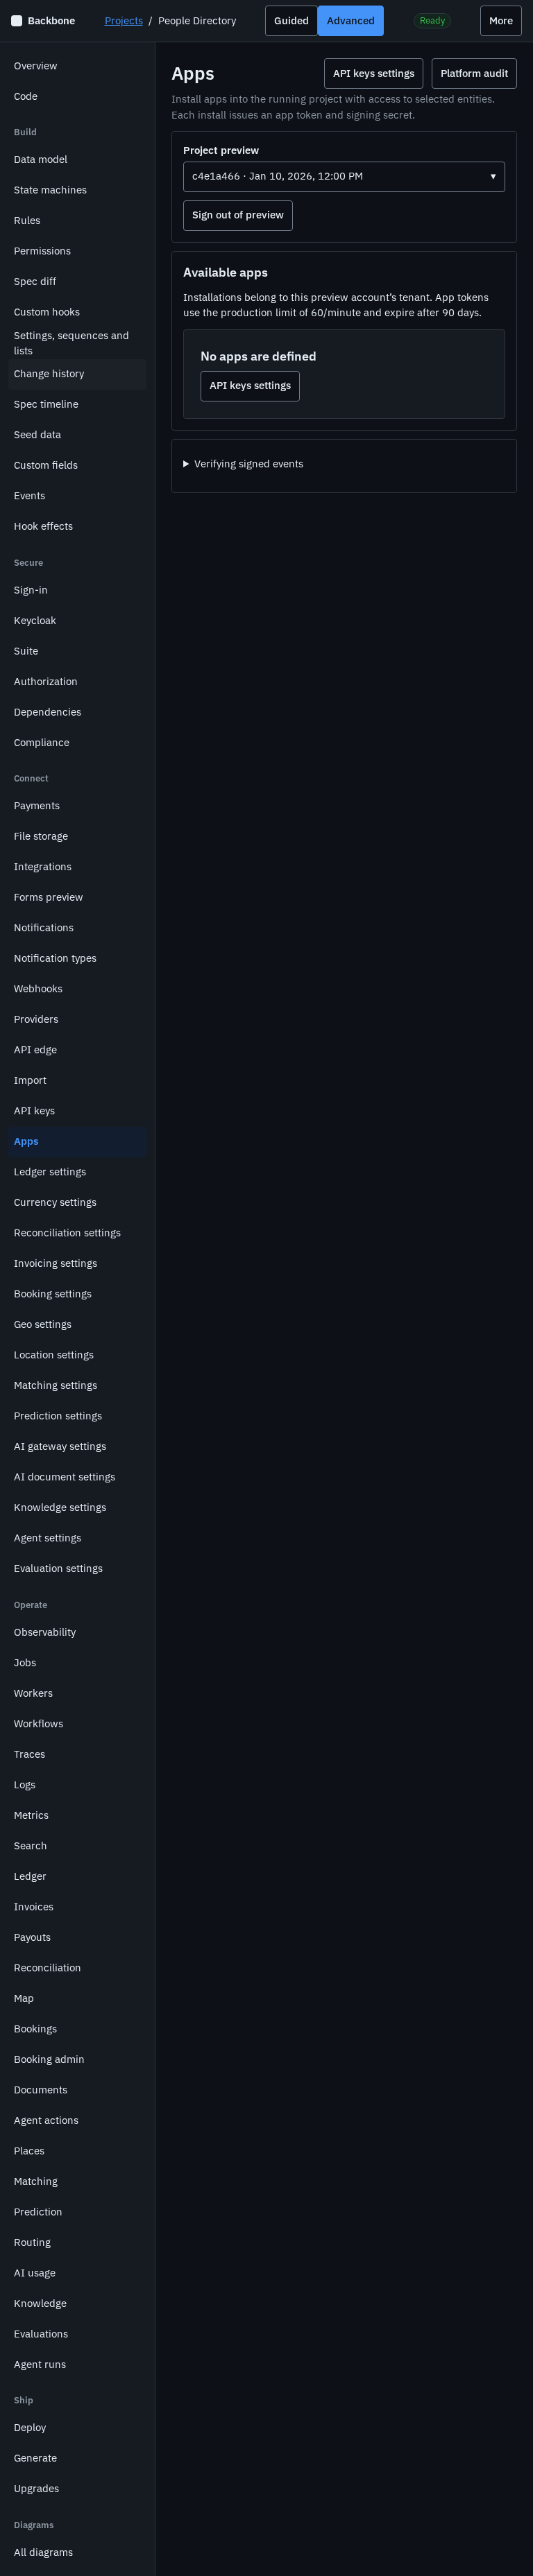 Backbone
Projects / People Directory
Guided
Advanced
Ready
More
Overview
Code
Build
Data model
State machines
Rules
Permissions
Spec diff
Custom hooks
Settings, sequences and
lists
Change history
Spec timeline
Seed data
Custom fields
Events
Hook effects
Secure
Sign-in
Keycloak
Suite
Authorization
Dependencies
Compliance
Connect
Payments
File storage
Integrations
Forms preview
Notifications
Notification types
Webhooks
Providers
API edge
Import
API keys
Apps
Ledger settings
Currency settings
Reconciliation settings
Invoicing settings
Booking settings
Geo settings
Location settings
Matching settings
Prediction settings
AI gateway settings
AI document settings
Knowledge settings
Agent settings
Evaluation settings
Operate
Observability
Jobs
Workers
Workflows
Traces
Logs
Metrics
Search
Ledger
Invoices
Payouts
Reconciliation
Map
Bookings
Booking admin
Documents
Agent actions
Places
Matching
Prediction
Routing
AI usage
Knowledge
Evaluations
Agent runs
Ship
Deploy
Generate
Upgrades
Diagrams
All diagrams
Apps
API keys settings
Platform audit
Install apps into the running project with access to selected entities.
Each install issues an app token and signing secret.
Project preview
c4e1a466 · Jan 10, 2026, 12:00 PM
Sign out of preview
Available apps
Installations belong to this preview account’s tenant. App tokens
use the production limit of 60/minute and expire after 90 days.
No apps are defined
API keys settings
Verifying signed events